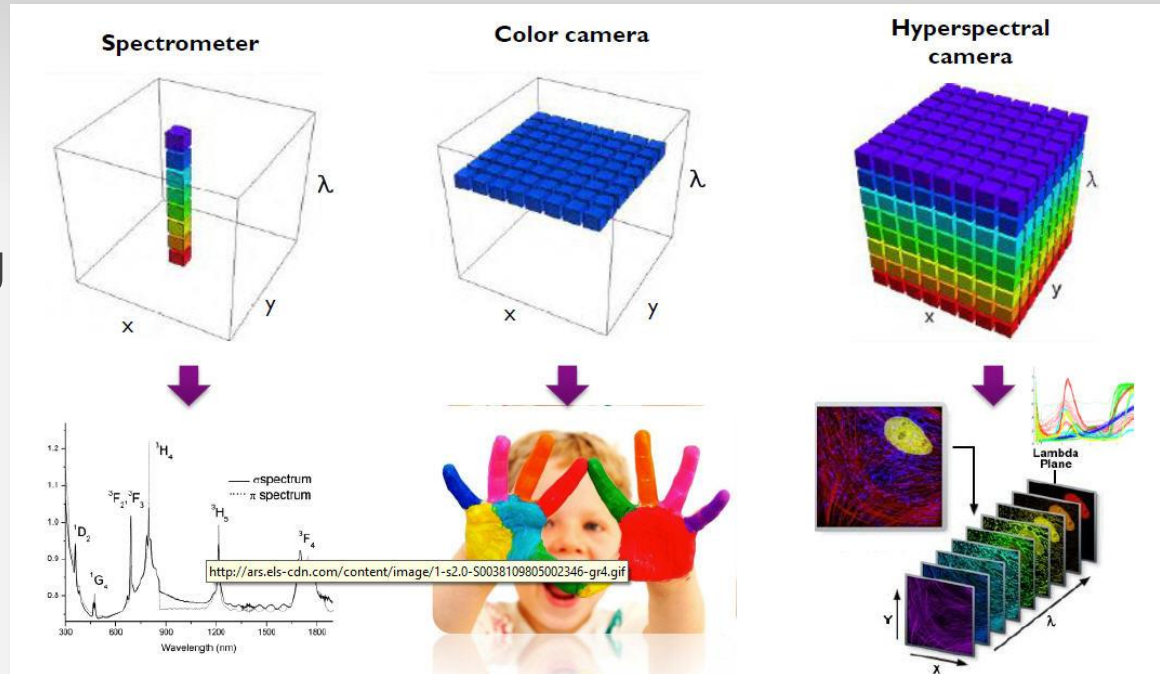 Spectrometer
Color camera
Hyperspectral
camera
λ
y
x
λ
y
x
λ
y
x
1.2
1.1
1.0
0.9
0.8
300 600 900 1200 1500 1800
Wavelength (nm)
¹D₂
¹G₄
³F₂,³F₃
¹H₄
³H₅
³F₄
σspectrum
π spectrum
http://ars.els-cdn.com/content/image/1-s2.0-S0038109805002346-gr4.gif
Lambda
Plane
Y
X
λ